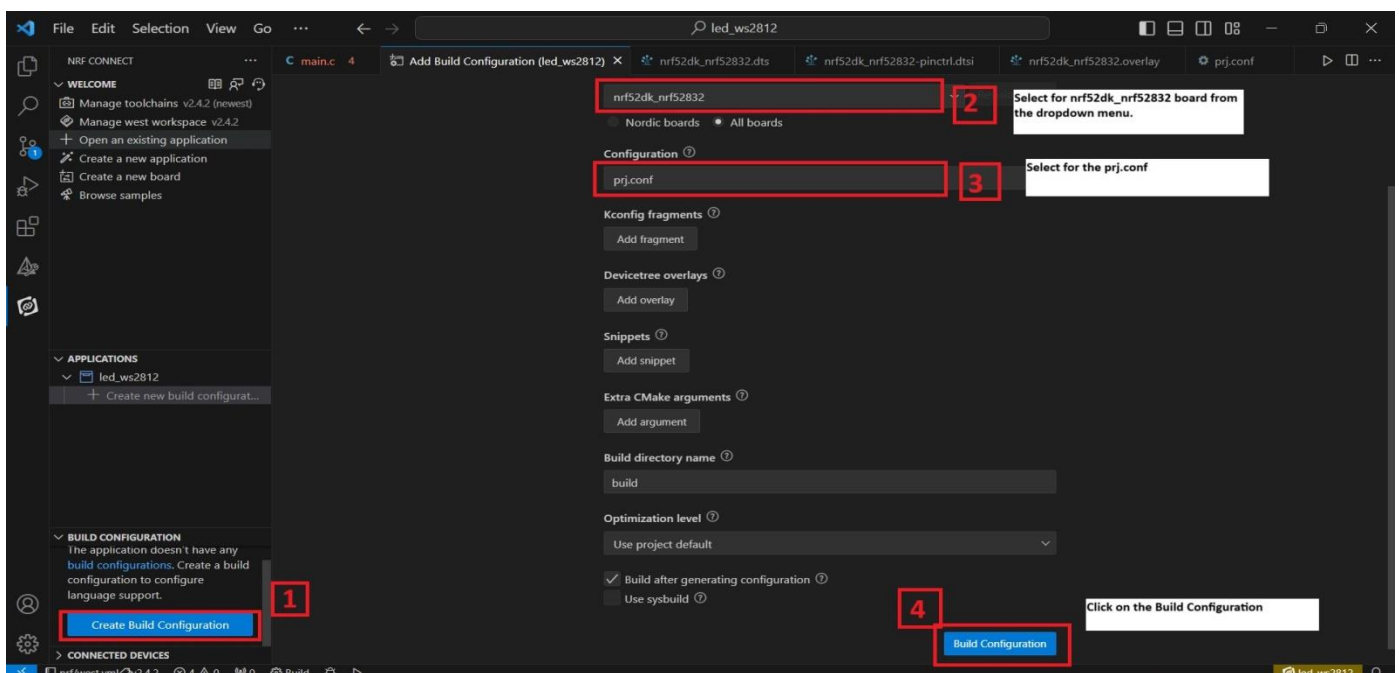 File Edit Selection View Go ··· led_ws2812
NRF CONNECT ···
main.c 4 Add Build Configuration (led_ws2812) nrf52dk_nrf52832.dts nrf52dk_nrf52832-pinctrl.dtsi nrf52dk_nrf52832.overlay prj.conf ···
WELCOME
Manage toolchains v2.4.2 (newest)
Manage west workspace v2.4.2
Open an existing application
Create a new application
Create a new board
Browse samples
APPLICATIONS
led_ws2812
Create new build configurat...
BUILD CONFIGURATION
The application doesn't have any
build configurations. Create a build
configuration to configure
language support.
1
Create Build Configuration
CONNECTED DEVICES
nrf52dk_nrf52832
2
Select for nrf52dk_nrf52832 board from
the dropdown menu.
Nordic boards All boards
Configuration
prj.conf
3
Select for the prj.conf
Kconfig fragments
Add fragment
Devicetree overlays
Add overlay
Snippets
Add snippet
Extra CMake arguments
Add argument
Build directory name
build
Optimization level
Use project default
Build after generating configuration
Use sysbuild
4
Click on the Build Configuration
Build Configuration
Build